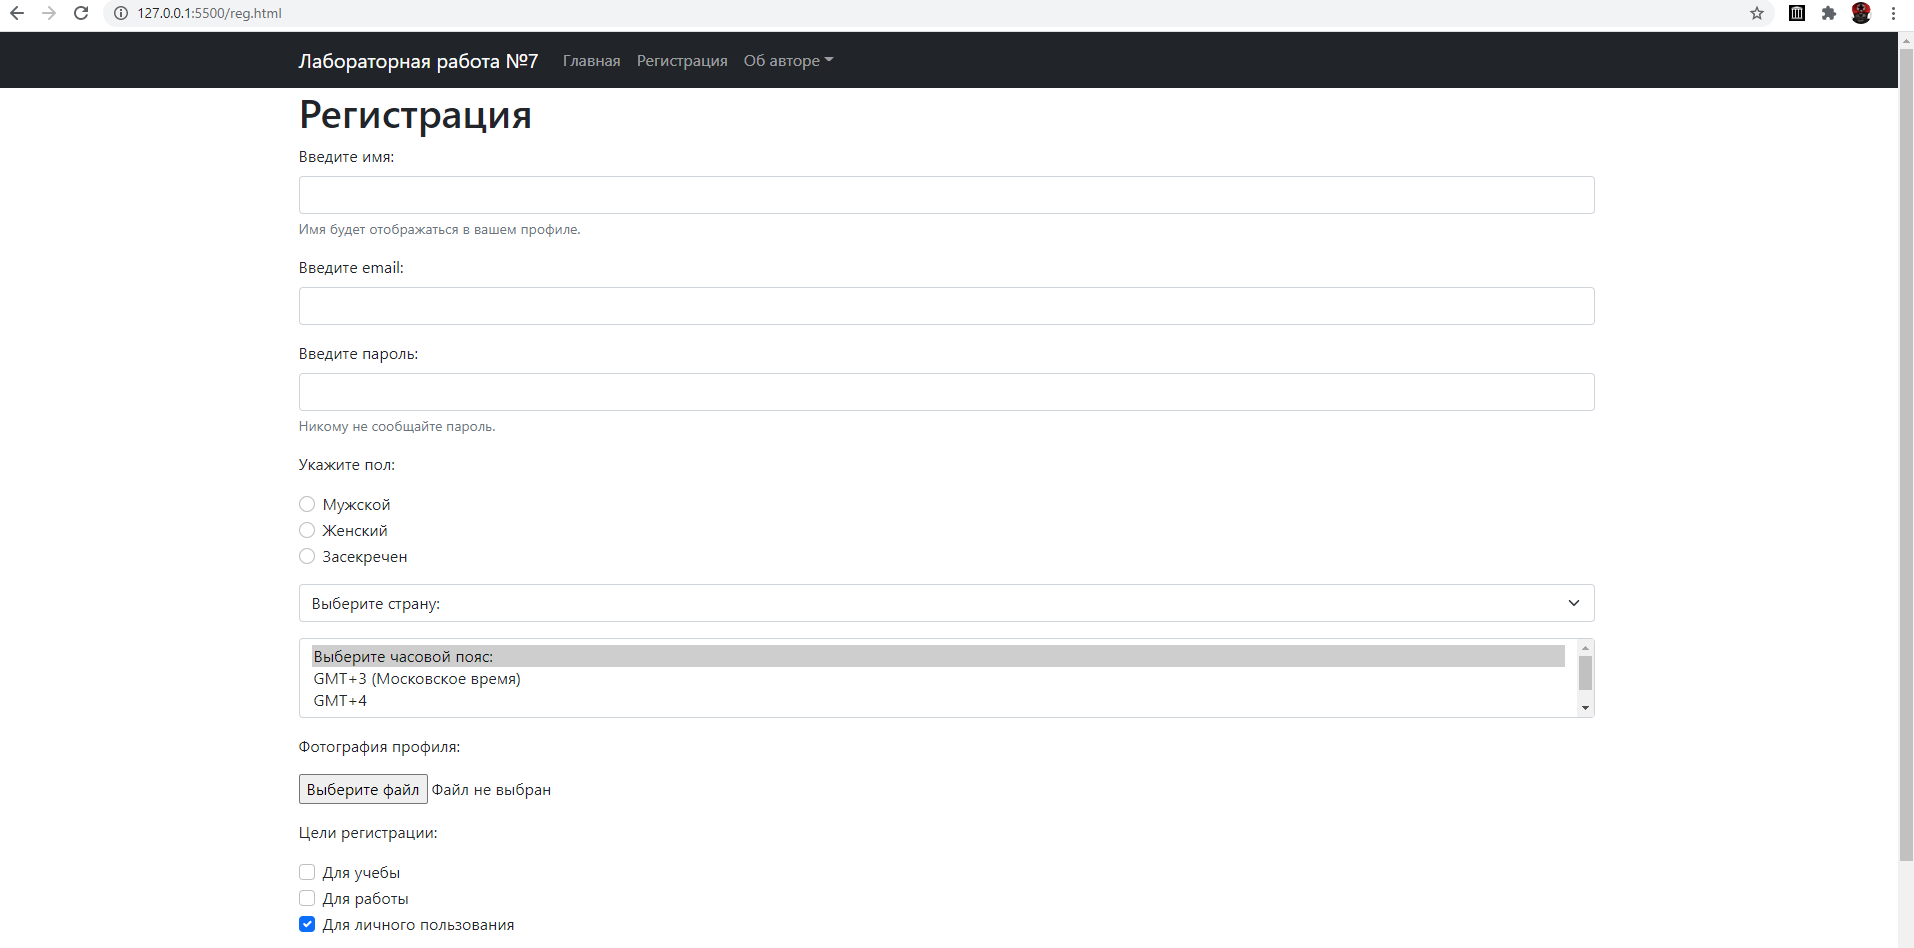 127.0.0.1:5500/reg.html
Лабораторная работа №7 Главная Регистрация Об авторе
Регистрация
Введите имя:
Имя будет отображаться в вашем профиле.
Введите email:
Введите пароль:
Никому не сообщайте пароль.
Укажите пол:
Мужской
Женский
Засекречен
Выберите страну:
Выберите часовой пояс:
GMT+3 (Московское время)
GMT+4
Фотография профиля:
Выберите файл Файл не выбран
Цели регистрации:
Для учебы
Для работы
Для личного пользования